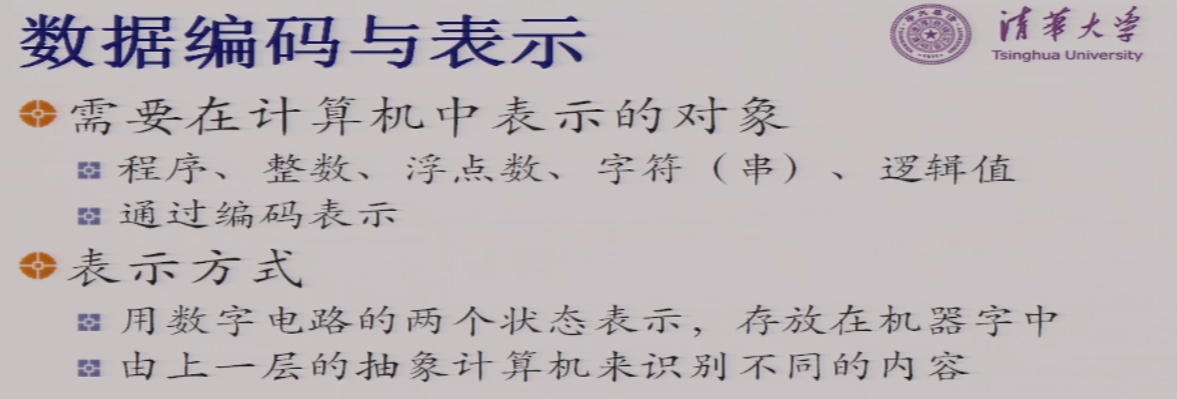 数据编码与表示
清华大学
Tsinghua University
需要在计算机中表示的对象
程序、整数、浮点数、字符（串）、逻辑值
通过编码表示
表示方式
用数字电路的两个状态表示，存放在机器字中
由上一层的抽象计算机来识别不同的内容